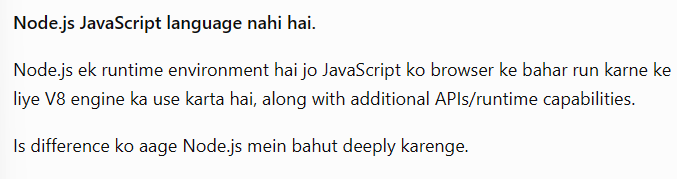 Node.js JavaScript language nahi hai.
Node.js ek runtime environment hai jo JavaScript ko browser ke bahar run karne ke
liye V8 engine ka use karta hai, along with additional APIs/runtime capabilities.
Is difference ko aage Node.js mein bahut deeply karenge.